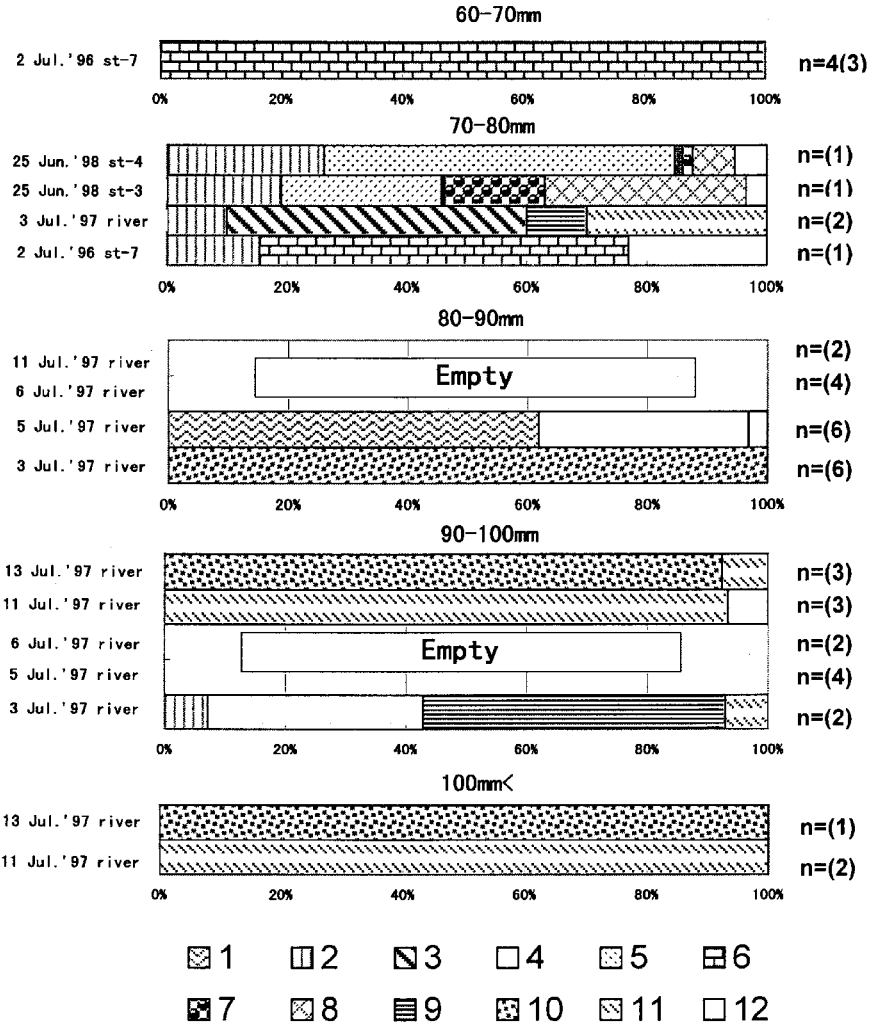 60-70mm
2 Jul.'96 st-7 n=4(3)
0% 20% 40% 60% 80% 100%
70-80mm
25 Jun.'98 st-4 n=(1)
25 Jun.'98 st-3 n=(1)
3 Jul.'97 river n=(2)
2 Jul.'96 st-7 n=(1)
0% 20% 40% 60% 80% 100%
80-90mm
11 Jul.'97 river n=(2)
Empty
6 Jul.'97 river n=(4)
5 Jul.'97 river n=(6)
3 Jul.'97 river n=(6)
0% 20% 40% 60% 80% 100%
90-100mm
13 Jul.'97 river n=(3)
11 Jul.'97 river n=(3)
6 Jul.'97 river n=(2)
Empty
5 Jul.'97 river n=(4)
3 Jul.'97 river n=(2)
0% 20% 40% 60% 80% 100%
100mm<
13 Jul.'97 river n=(1)
11 Jul.'97 river n=(2)
0% 20% 40% 60% 80% 100%
1 2 3 4 5 6
7 8 9 10 11 12